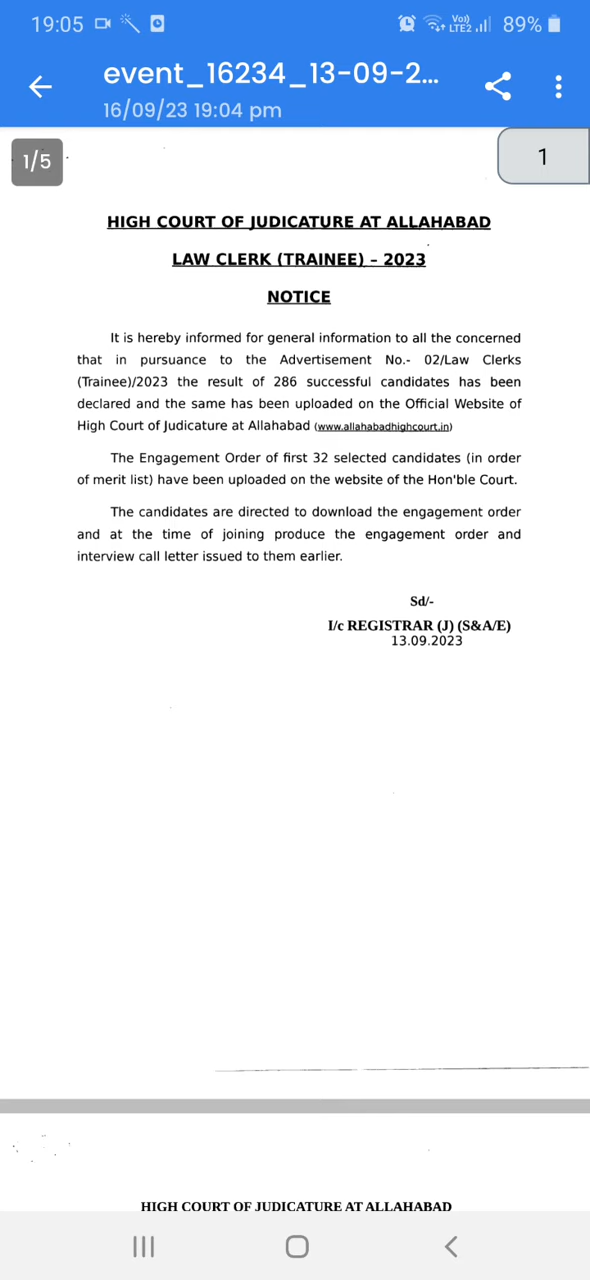 19:05
Vo)) LTE2 89%
event_16234_13-09-2...
16/09/23 19:04 pm
1/5
1
HIGH COURT OF JUDICATURE AT ALLAHABAD
LAW CLERK (TRAINEE) – 2023
NOTICE
It is hereby informed for general information to all the concerned
that in pursuance to the Advertisement No.- 02/Law Clerks
(Trainee)/2023 the result of 286 successful candidates has been
declared and the same has been uploaded on the Official Website of
High Court of Judicature at Allahabad (www.allahabadhighcourt.in)
The Engagement Order of first 32 selected candidates (in order
of merit list) have been uploaded on the website of the Hon'ble Court.
The candidates are directed to download the engagement order
and at the time of joining produce the engagement order and
interview call letter issued to them earlier.
Sd/-
I/c REGISTRAR (J) (S&A/E)
13.09.2023
HIGH COURT OF JUDICATURE AT ALLAHABAD